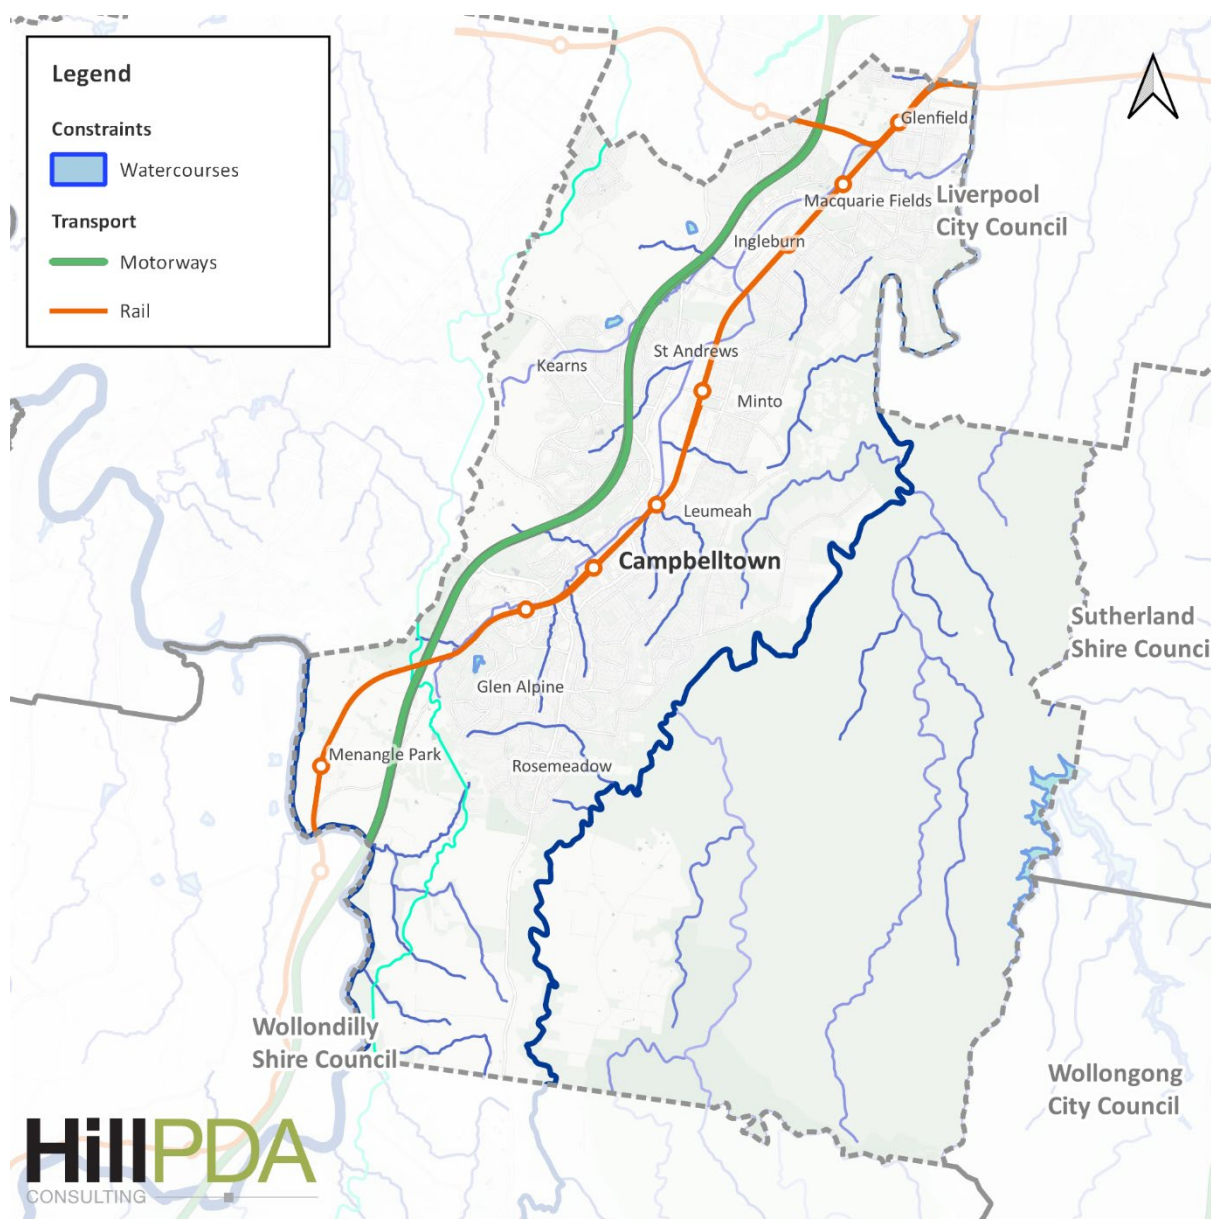 Legend
Constraints
Watercourses
Transport
Motorways
Rail
Glenfield
Macquarie Fields
Liverpool
City Council
Ingleburn
St Andrews
Kearns
Minto
Leumeah
Campbelltown
Sutherland
Shire Counci
Glen Alpine
Menangle Park
Rosemeadow
Wollondilly
Shire Council
Wollongong
City Council
HillPDA
CONSULTING